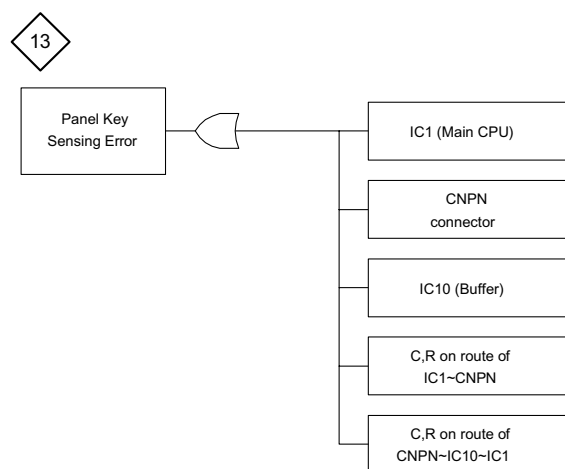 13
Panel Key
Sensing Error
IC1 (Main CPU)
CNPN
connector
IC10 (Buffer)
C,R on route of
IC1~CNPN
C,R on route of
CNPN~IC10~IC1